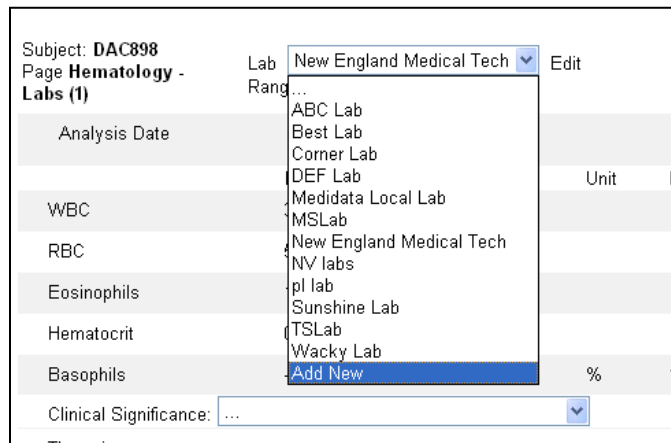 Subject: DAC898
Page Hematology -
Labs (1)
Lab New England Medical Tech Edit
Rang
...
ABC Lab
Best Lab
Corner Lab
DEF Lab
Medidata Local Lab
MSLab
New England Medical Tech
NV labs
pl lab
Sunshine Lab
TSLab
Wacky Lab
Add New
Analysis Date
Unit
WBC
RBC
Eosinophils
Hematocrit
Basophils %
Clinical Significance: ...